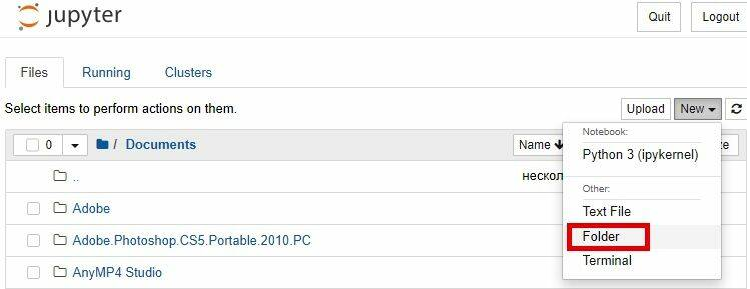 jupyter
Quit Logout
Files Running Clusters
Select items to perform actions on them.
Upload New
Notebook:
Python 3 (ipykernel)
Other:
Text File
Folder
Terminal
0 / Documents Name
..
Adobe
Adobe.Photoshop.CS5.Portable.2010.PC
AnyMP4 Studio